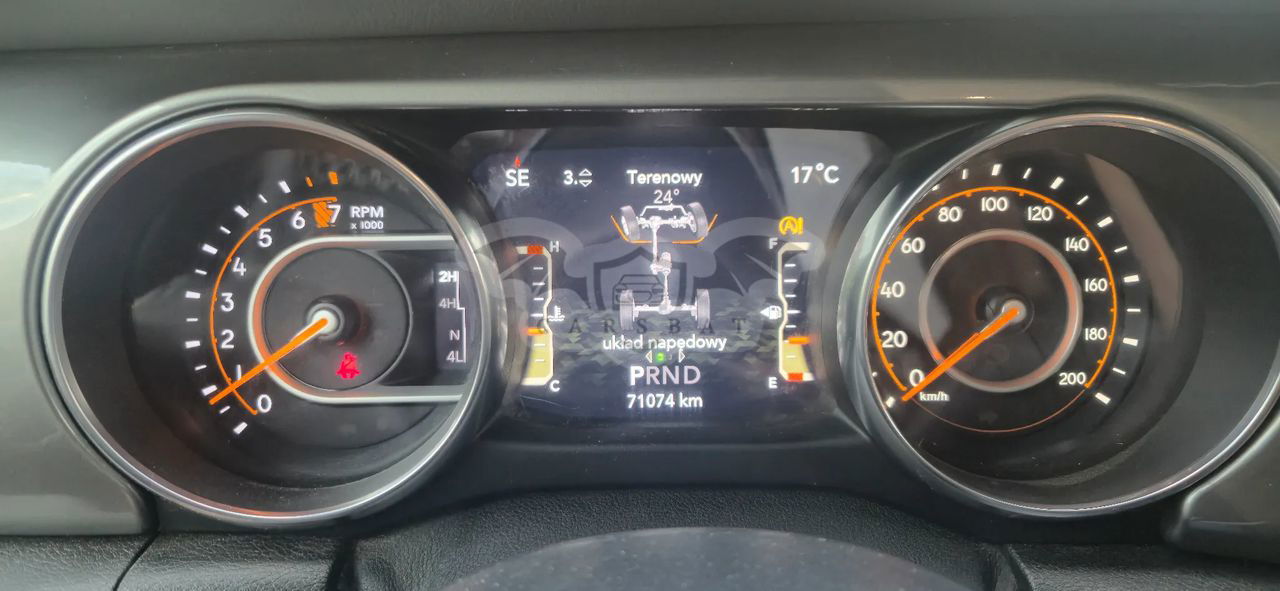 SE
3.
Terenowy
17°C
24°
7
6
5
4
3
2
1
0
RPM
x 1000
2H
4H
N
4L
H
C
F
E
CARSBAT
układ napędowy
PRND
71074 km
0
20
40
60
80
100
120
140
160
180
200
km/h